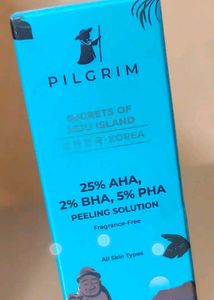 PILGRIM
SECRETS OF
JEJU ISLAND
KOREA
25% AHA,
2% BHA, 5% PHA
PEELING SOLUTION
Fragrance-Free
All Skin Types